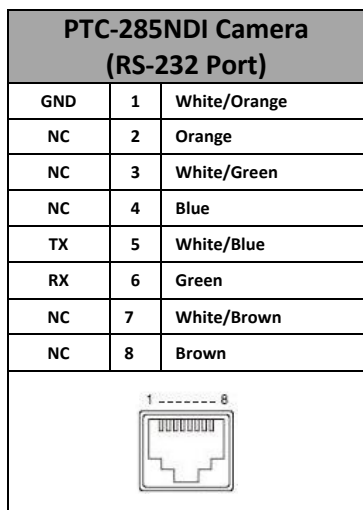 PTC-285NDI Camera
(RS-232 Port)
GND 1 White/Orange
NC 2 Orange
NC 3 White/Green
NC 4 Blue
TX 5 White/Blue
RX 6 Green
NC 7 White/Brown
NC 8 Brown
1 ------- 8